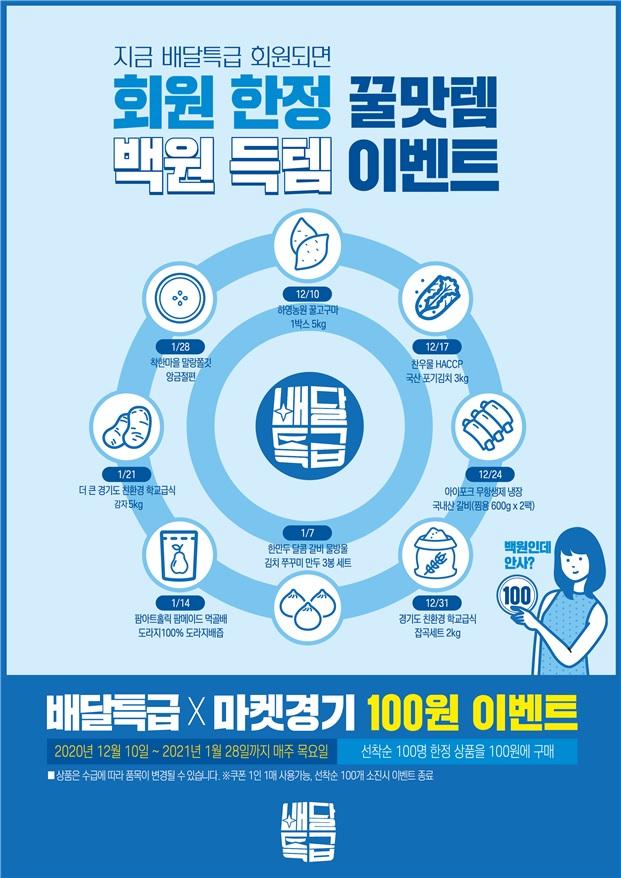 지금 배달특급 회원되면
회원 한정 꿀맛템
백원 득템 이벤트
12/10
하영농원 꿀고구마
1박스 5kg
12/17
찬우물 HACCP
국산 포기김치 3kg
12/24
아이포크 무항생제 냉장
국내산 갈비(찜용 600g x 2팩)
12/31
경기도 친환경 학교급식
잡곡세트 2kg
1/7
한만두 달콤 갈비 물방울
김치 쭈꾸미 만두 3봉 세트
1/14
팜아트홀릭 팜메이드 먹골배
도라지100% 도라지배즙
1/21
더 큰 경기도 친환경 학교급식
감자 5kg
1/28
착한마을 말랑쫄깃
앙금절편
배달
특급
백원인데
안사?
100
배달특급 X 마켓경기 100원 이벤트
2020년 12월 10일 ~ 2021년 1월 28일까지 매주 목요일
선착순 100명 한정 상품을 100원에 구매
■ 상품은 수급에 따라 품목이 변경될 수 있습니다. ※쿠폰 1인 1매 사용가능, 선착순 100개 소진시 이벤트 종료
배달
특급